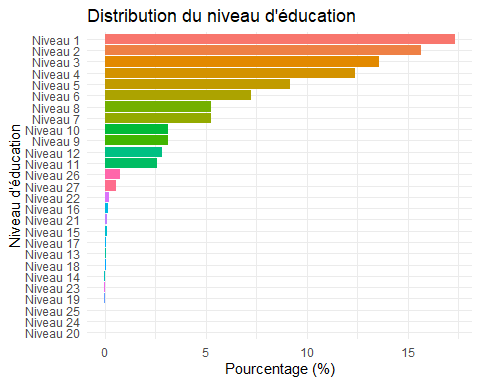 Distribution du niveau d'éducation
Niveau d'éducation
Niveau 1
Niveau 2
Niveau 3
Niveau 4
Niveau 5
Niveau 6
Niveau 8
Niveau 7
Niveau 10
Niveau 9
Niveau 12
Niveau 11
Niveau 26
Niveau 27
Niveau 22
Niveau 16
Niveau 21
Niveau 15
Niveau 17
Niveau 13
Niveau 18
Niveau 14
Niveau 23
Niveau 19
Niveau 25
Niveau 24
Niveau 20
0 5 10 15
Pourcentage (%)